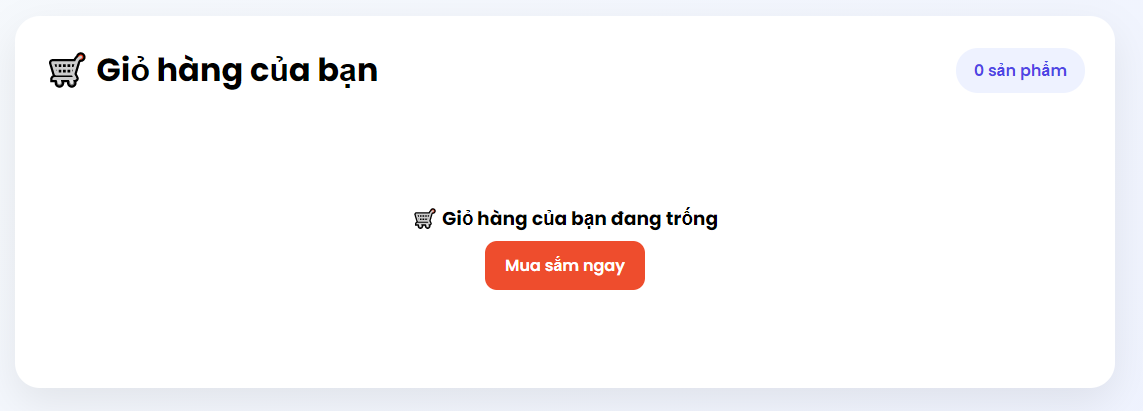 Giỏ hàng của bạn
0 sản phẩm
Giỏ hàng của bạn đang trống
Mua sắm ngay